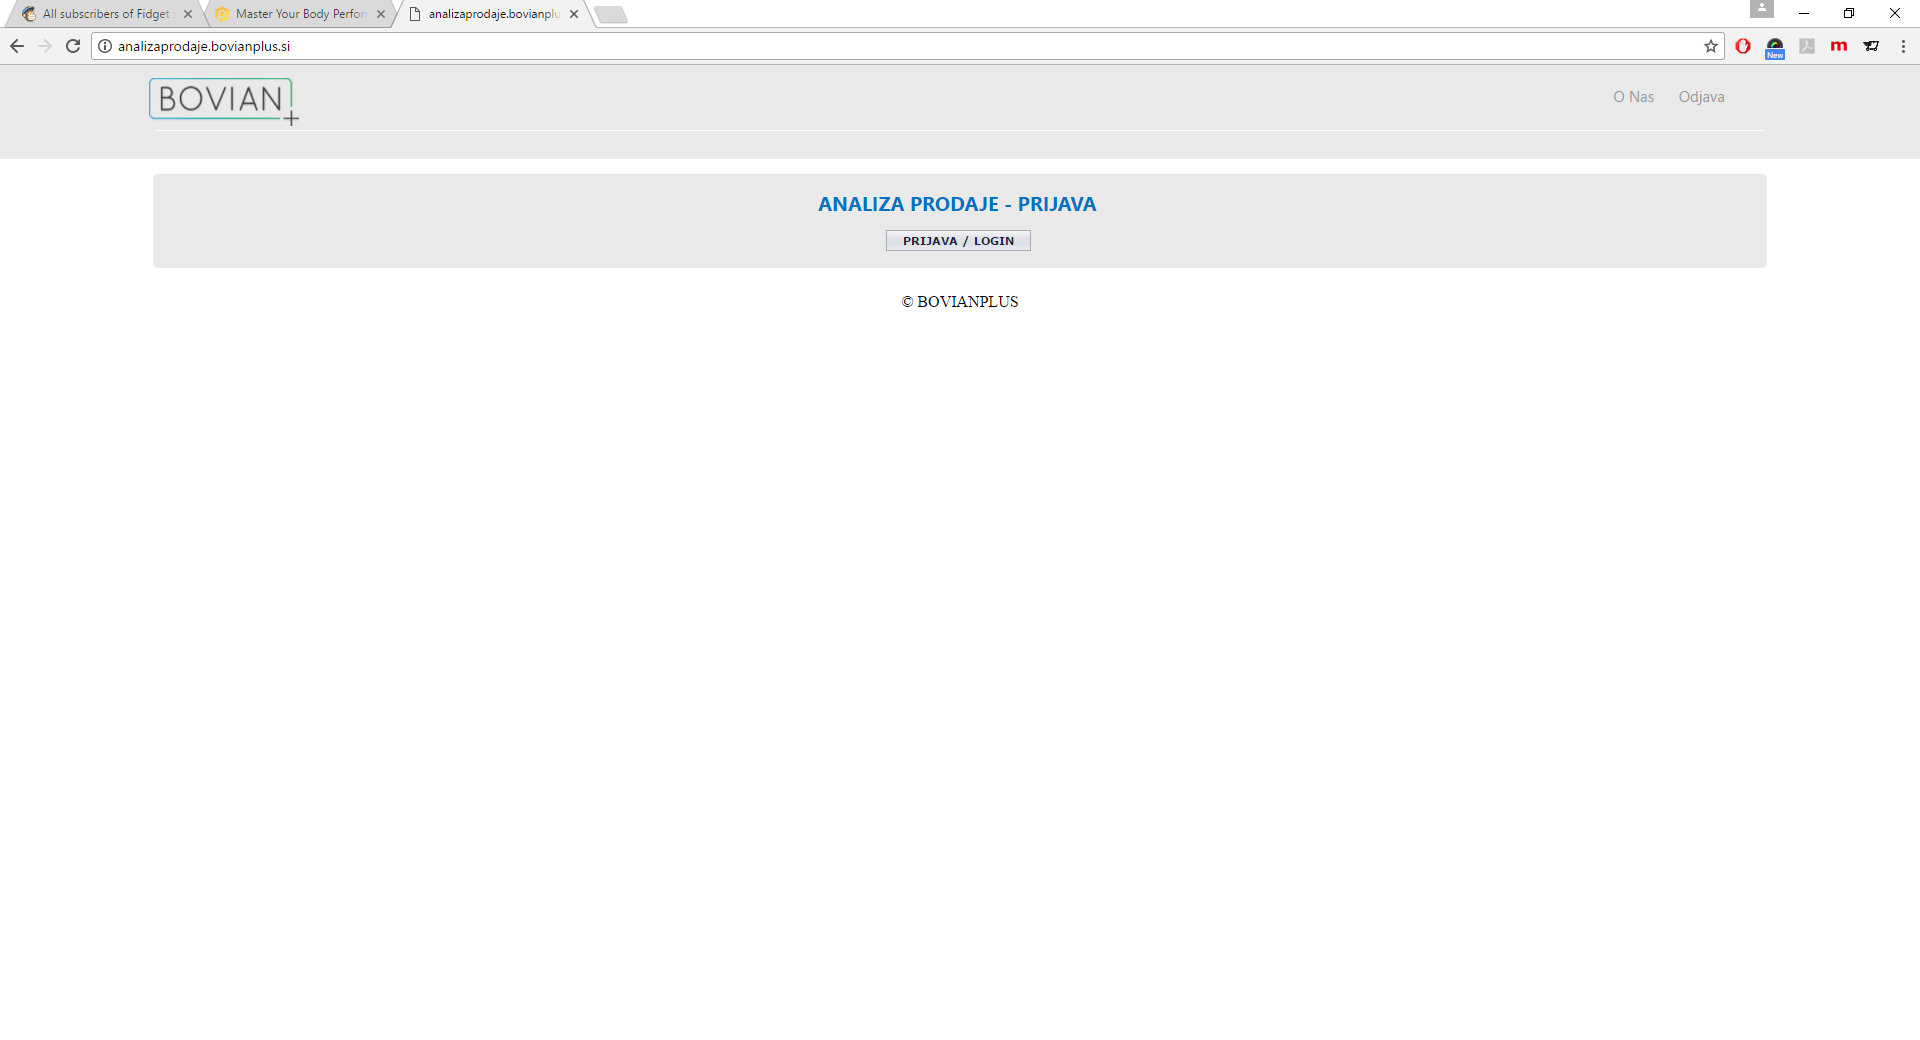 All subscribers of Fidget
Master Your Body Perfor
analizaprodaje.bovianplu
analizaprodaje.bovianplus.si
New
m
BOVIAN+
O Nas
Odjava
ANALIZA PRODAJE - PRIJAVA
PRIJAVA / LOGIN
© BOVIANPLUS